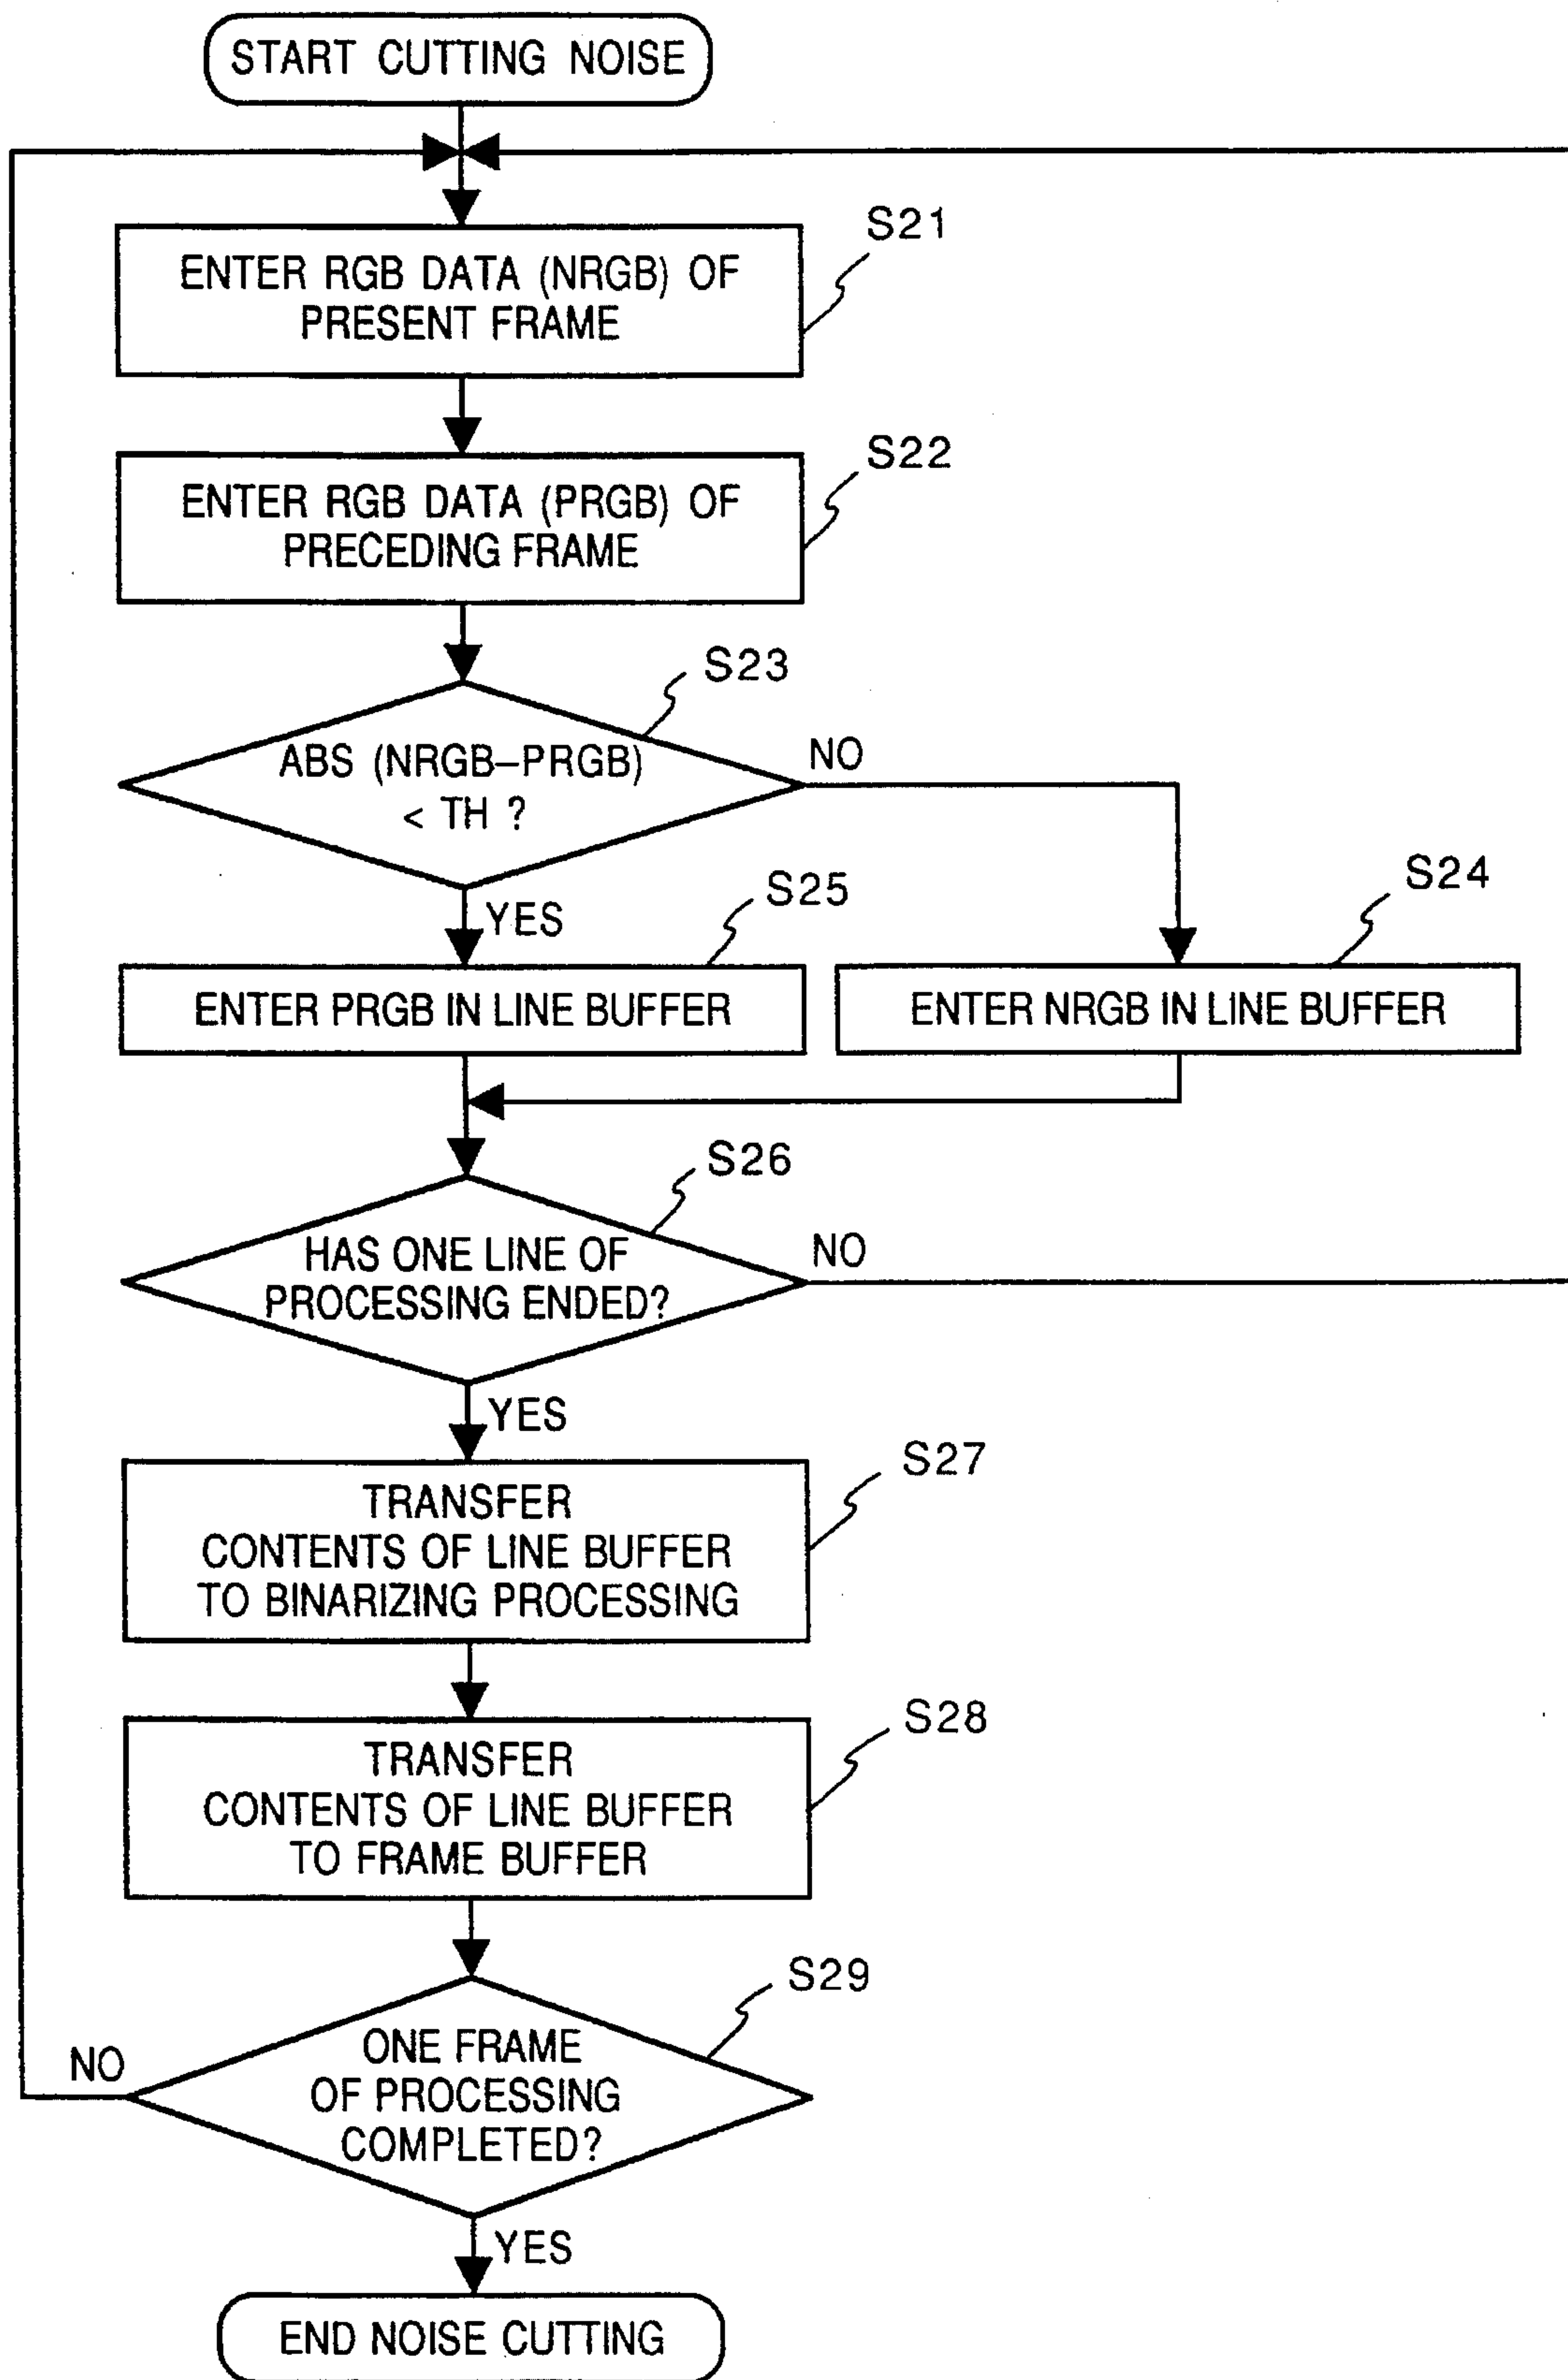 START CUTTING NOISE
S21
ENTER RGB DATA (NRGB) OF
PRESENT FRAME
S22
ENTER RGB DATA (PRGB) OF
PRECEDING FRAME
S23
ABS (NRGB–PRGB)
< TH ?
NO
YES
S25
S24
ENTER PRGB IN LINE BUFFER
ENTER NRGB IN LINE BUFFER
S26
HAS ONE LINE OF
PROCESSING ENDED?
NO
YES
S27
TRANSFER
CONTENTS OF LINE BUFFER
TO BINARIZING PROCESSING
S28
TRANSFER
CONTENTS OF LINE BUFFER
TO FRAME BUFFER
S29
ONE FRAME
OF PROCESSING
COMPLETED?
NO
YES
END NOISE CUTTING